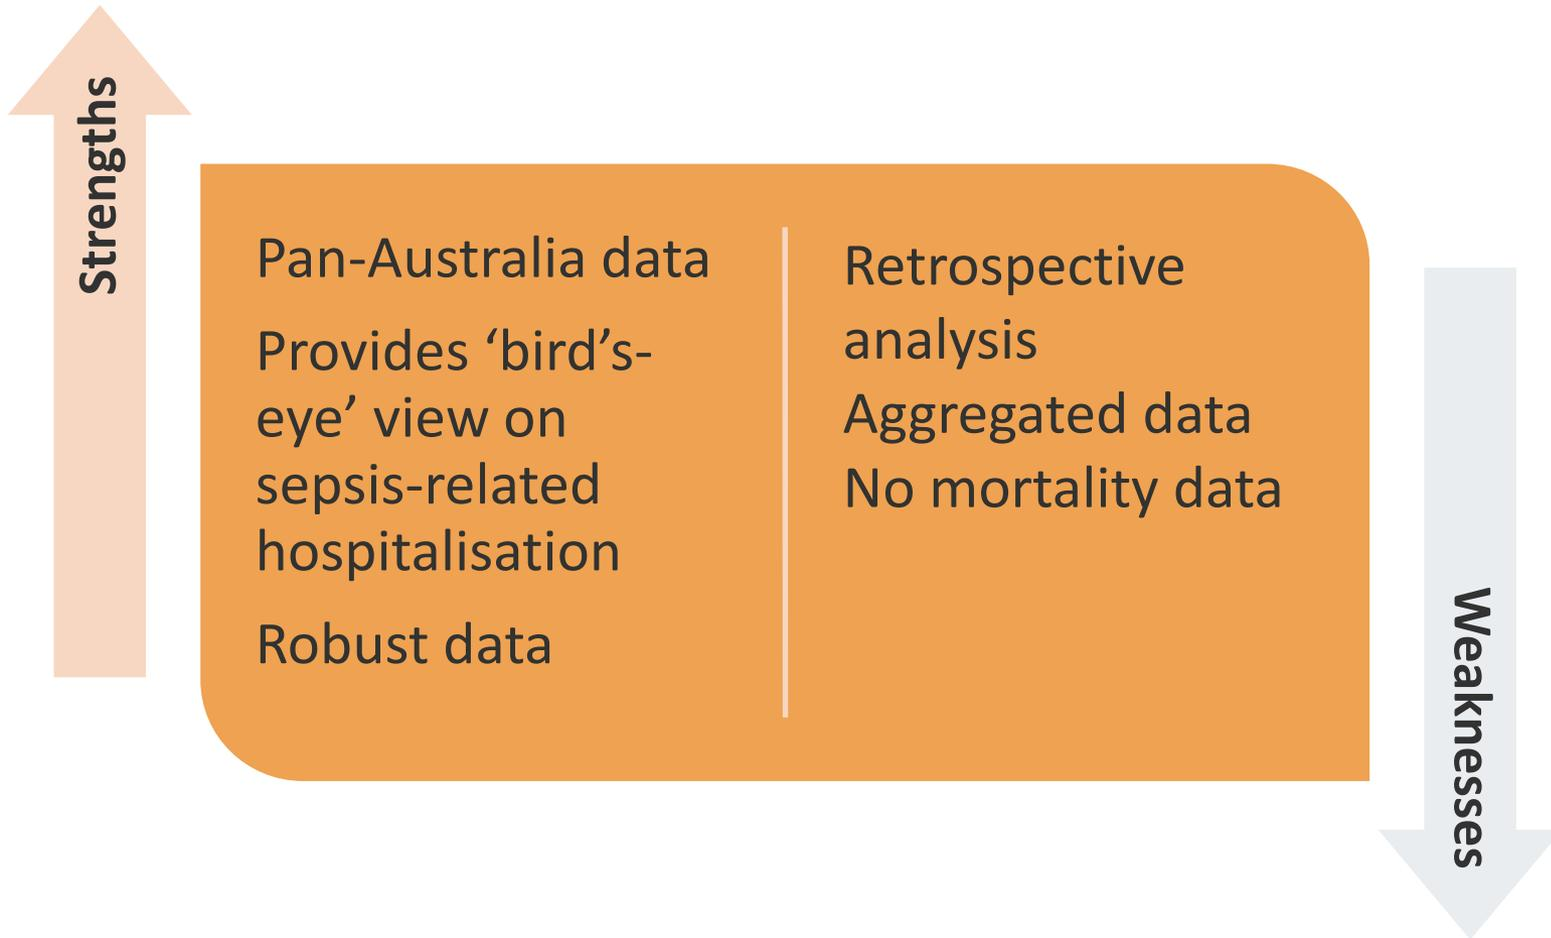 Strengths
Pan-Australia data
Provides ‘bird’s-
eye’ view on
sepsis-related
hospitalisation
Robust data
Retrospective
analysis
Aggregated data
No mortality data
Weaknesses